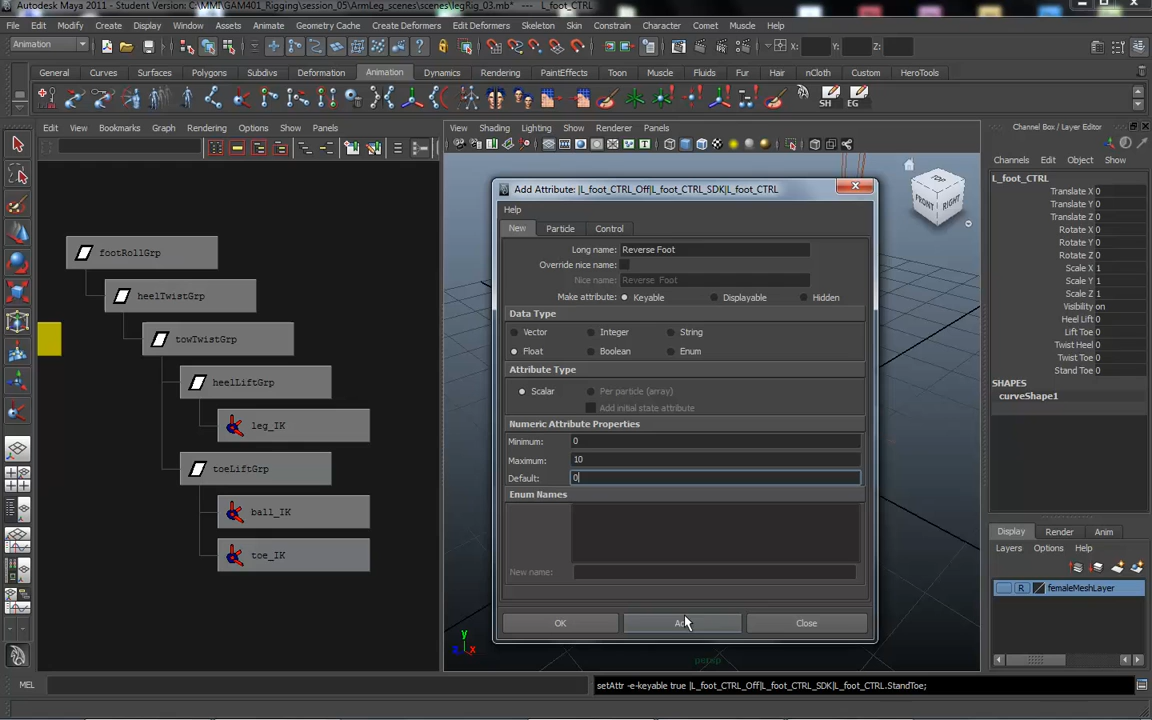 Autodesk Maya 2011 - Student Version: C:\MMI\GAM401_Rigging\session_05\ArmLeg_scenes\scenes\legRig_03.mb* --- L_foot_CTRL
File Edit Modify Create Display Window Assets Animate Geometry Cache Create Deformers Edit Deformers Skeleton Skin Constrain Character Comet Muscle Help
Animation X: Y: Z:
General Curves Surfaces Polygons Subdivs Deformation Animation Dynamics Rendering PaintEffects Toon Muscle Fluids Fur Hair nCloth Custom HeroTools
SH EG
Edit View Bookmarks Graph Rendering Options Show Panels
View Shading Lighting Show Renderer Panels
Channel Box / Layer Editor
Channels Edit Object Show
L_foot_CTRL
Translate X 0
Translate Y 0
Translate Z 0
Rotate X 0
Rotate Y 0
Rotate Z 0
Scale X 1
Scale Y 1
Scale Z 1
Visibility on
Heel Lift 0
Lift Toe 0
Twist Heel 0
Twist Toe 0
Stand Toe 0
SHAPES
curveShape1
footRollGrp
heelTwistGrp
towTwistGrp
heelLiftGrp
leg_IK
toeLiftGrp
ball_IK
toe_IK
TOP
FRONT
RIGHT
Add Attribute: |L_foot_CTRL_Off|L_foot_CTRL_SDK|L_foot_CTRL
Help
New Particle Control
Long name: Reverse Foot
Override nice name:
Nice name: Reverse Foot
Make attribute: Keyable Displayable Hidden
Data Type
Vector Integer String
Float Boolean Enum
Attribute Type
Scalar Per particle (array)
Add initial state attribute
Numeric Attribute Properties
Minimum: 0
Maximum: 10
Default: 0
Enum Names
New name:
OK Add Close
Display Render Anim
Layers Options Help
R femaleMeshLayer
y
z x
persp
MEL
setAttr -e-keyable true |L_foot_CTRL_Off|L_foot_CTRL_SDK|L_foot_CTRL.StandToe;